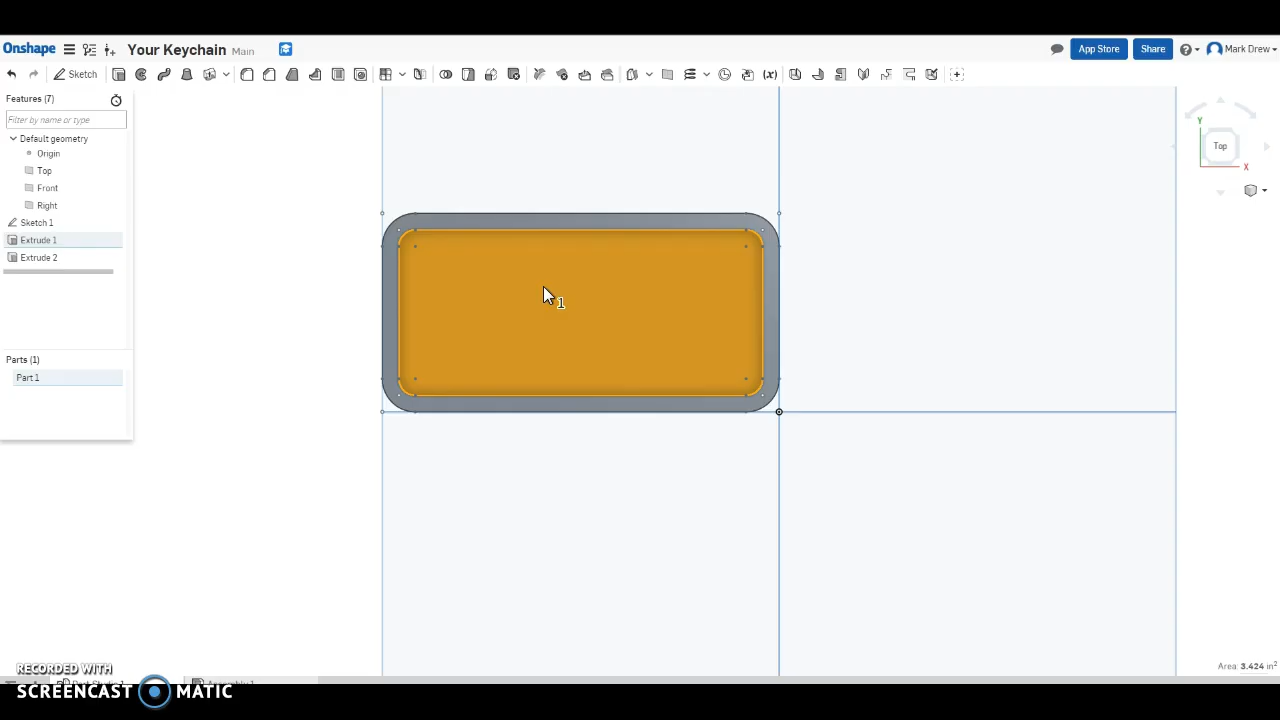 Onshape Your Keychain Main App Store Share Mark Drew
Sketch (x)
Features (7)
Filter by name or type
Default geometry
Origin
Top
Front
Right
Sketch 1
Extrude 1
Extrude 2
Parts (1)
Part 1
1
Y
Top
X
Area: 3.424 in²
RECORDED WITH
SCREENCAST MATIC